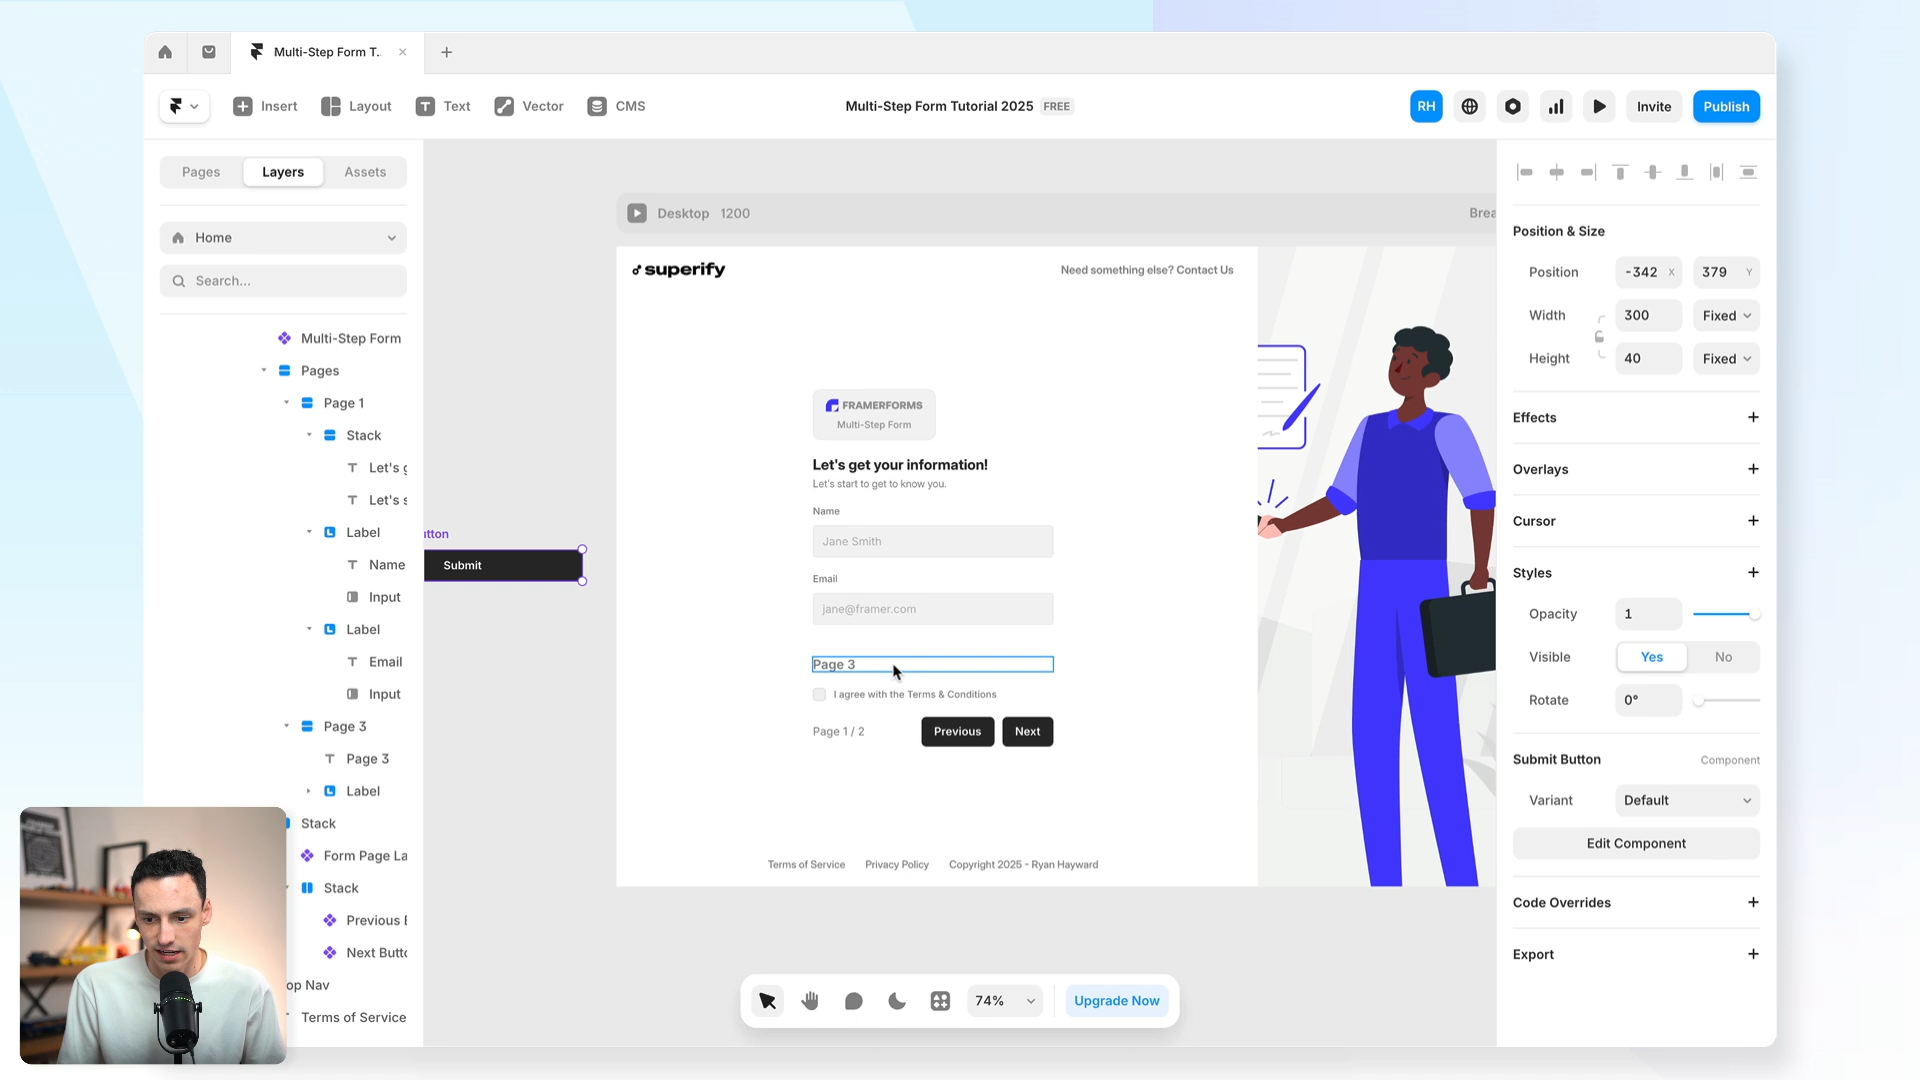 Multi-Step Form T..
Insert
Layout
Text
Vector
CMS
Multi-Step Form Tutorial 2025 FREE
RH
Invite
Publish
Pages
Layers
Assets
Home
Search...
Multi-Step Form
Pages
Page 1
Stack
Let's g
Let's s
Label
Name
Input
Label
Email
Input
Page 3
Page 3
Label
Stack
Form Page La
Stack
Previous B
Next Butto
op Nav
Terms of Service
Desktop 1200
Brea
superify
Need something else? Contact Us
FRAMERFORMS
Multi-Step Form
Let's get your information!
Let's start to get to know you.
Name
Jane Smith
utton
Submit
Email
jane@framer.com
Page 3
I agree with the Terms & Conditions
Page 1 / 2
Previous
Next
Terms of Service
Privacy Policy
Copyright 2025 - Ryan Hayward
74%
Upgrade Now
Position & Size
Position -342 X 379 Y
Width 300 Fixed
Height 40 Fixed
Effects
Overlays
Cursor
Styles
Opacity 1
Visible Yes No
Rotate 0°
Submit Button Component
Variant Default
Edit Component
Code Overrides
Export